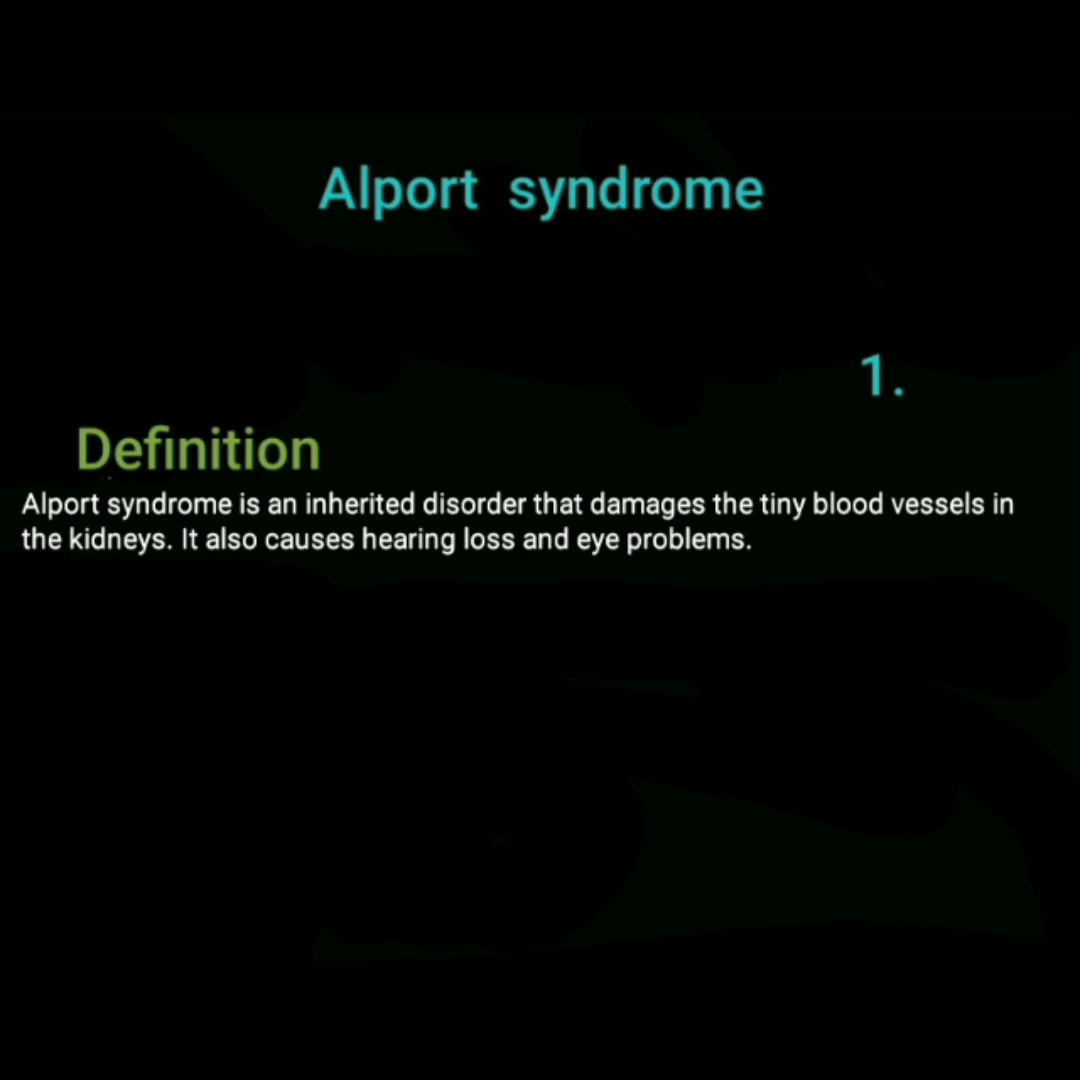 Alport syndrome
1.
Definition
Alport syndrome is an inherited disorder that damages the tiny blood vessels in
the kidneys. It also causes hearing loss and eye problems.